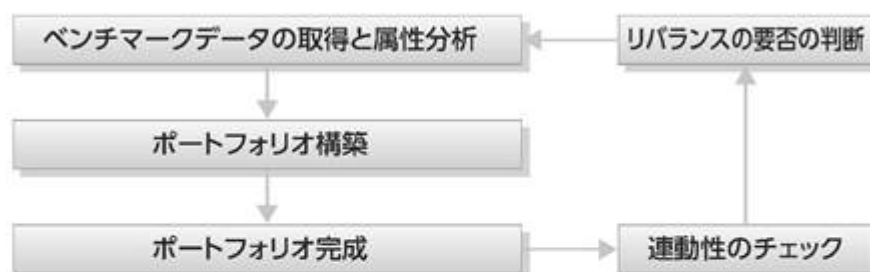 ベンチマークデータの取得と属性分析
リバランスの要否の判断
ポートフォリオ構築
ポートフォリオ完成
連動性のチェック